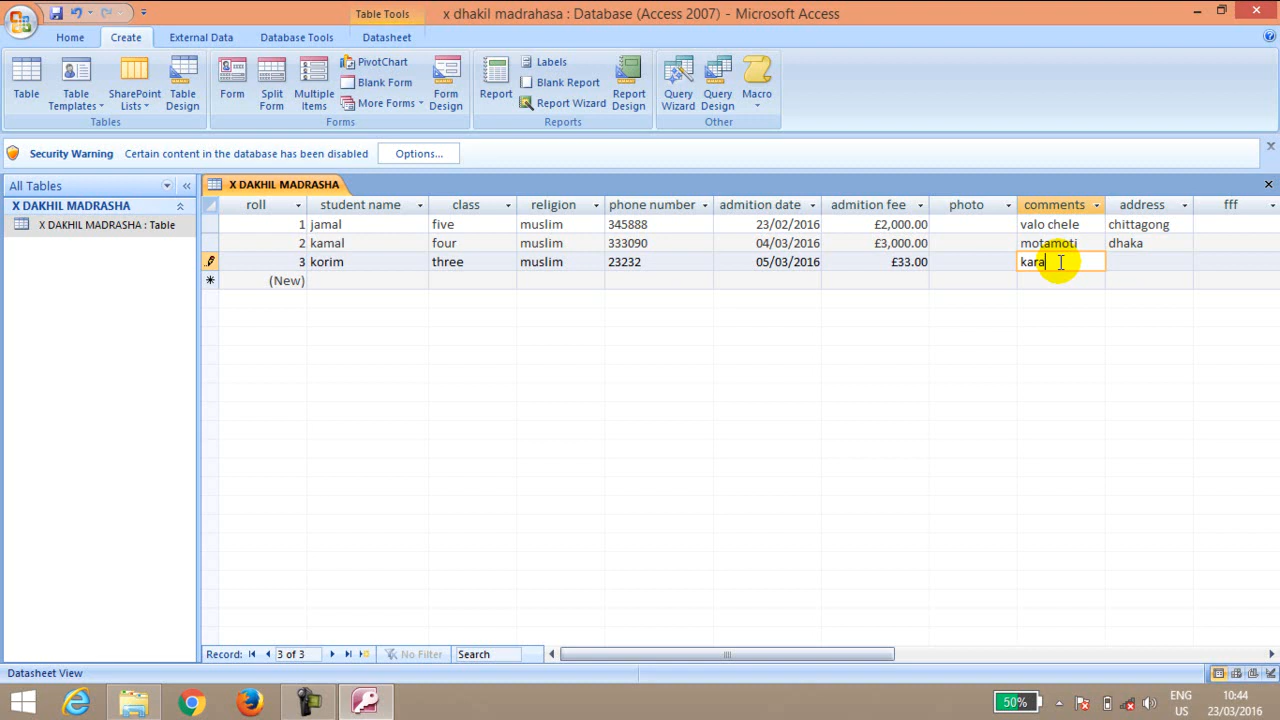 Table Tools
x dhakil madrahasa : Database (Access 2007) - Microsoft Access
Home Create External Data Database Tools Datasheet
Table
Table Templates
SharePoint Lists
Table Design
Tables
Form
Split Form
Multiple Items
PivotChart
Blank Form
More Forms
Form Design
Forms
Report
Labels
Blank Report
Report Wizard
Report Design
Reports
Query Wizard
Query Design
Macro
Other
Security Warning Certain content in the database has been disabled Options...
All Tables
X DAKHIL MADRASHA
X DAKHIL MADRASHA : Table
X DAKHIL MADRASHA
roll student name class religion phone number admition date admition fee photo comments address fff
1 jamal five muslim 345888 23/02/2016 £2,000.00 valo chele chittagong
2 kamal four muslim 333090 04/03/2016 £3,000.00 motamoti dhaka
3 korim three muslim 23232 05/03/2016 £33.00 kara
(New)
Record: 3 of 3 No Filter Search
Datasheet View
50%
ENG
US
10:44
23/03/2016